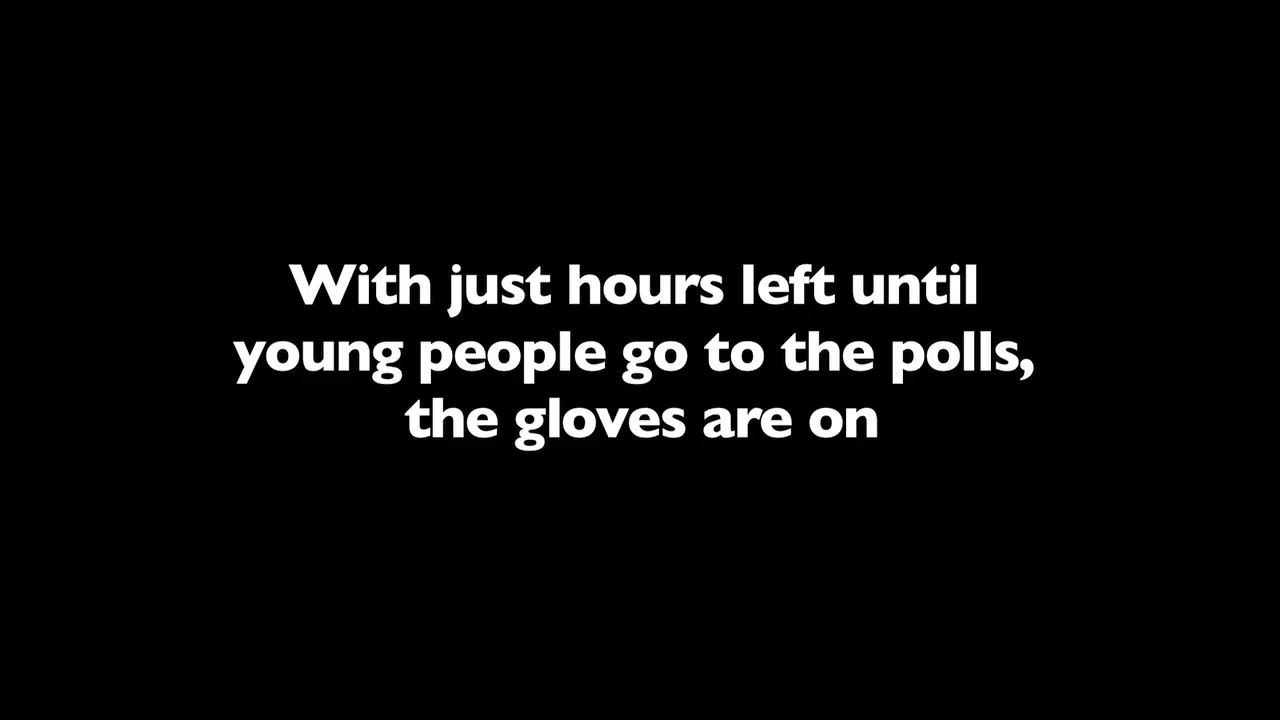 With just hours left until
young people go to the polls,
the gloves are on